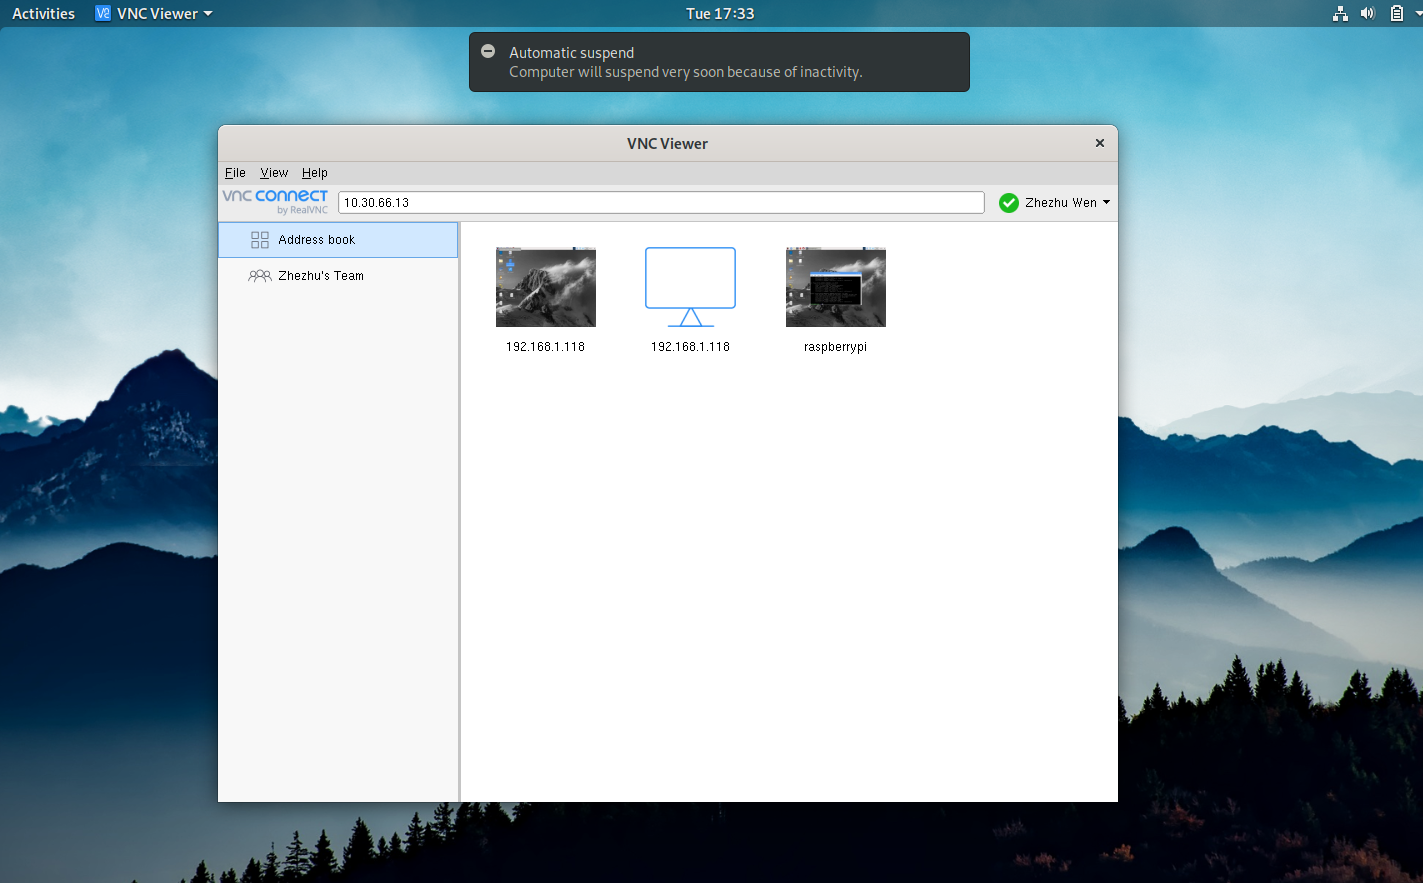 Activities VNC Viewer Tue 17:33
Automatic suspend
Computer will suspend very soon because of inactivity.
VNC Viewer
File View Help
vnc connect
by RealVNC
10.30.66.13
Zhezhu Wen
Address book
Zhezhu's Team
192.168.1.118
192.168.1.118
raspberrypi